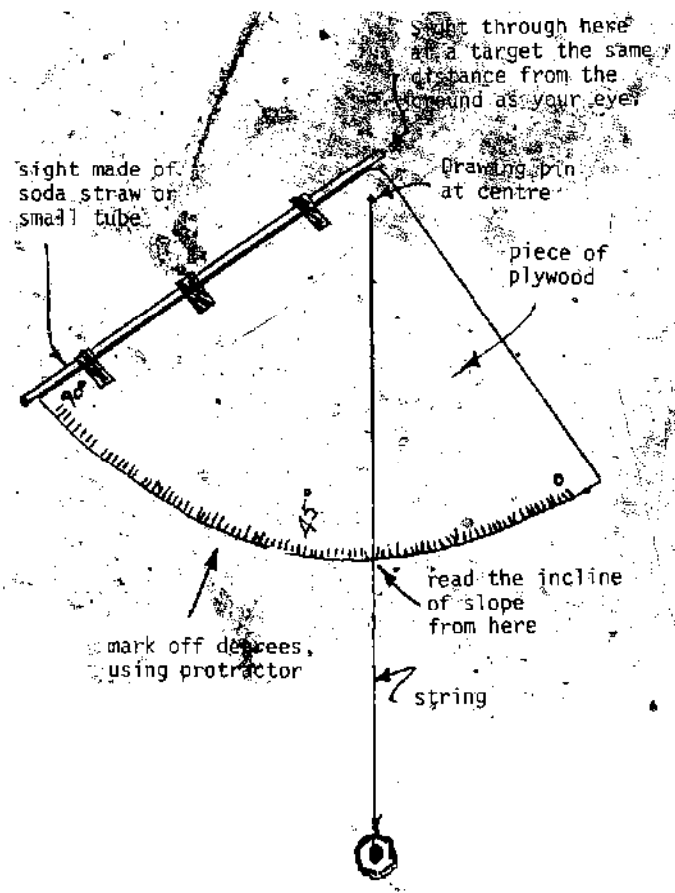 Sight through here
at a target the same
distance from the
ground as your eye.
sight made of
soda straw or
small tube
Drawing pin
at centre
piece of
plywood
90°
45°
0
read the incline
of slope
from here
mark off degrees,
using protractor
string